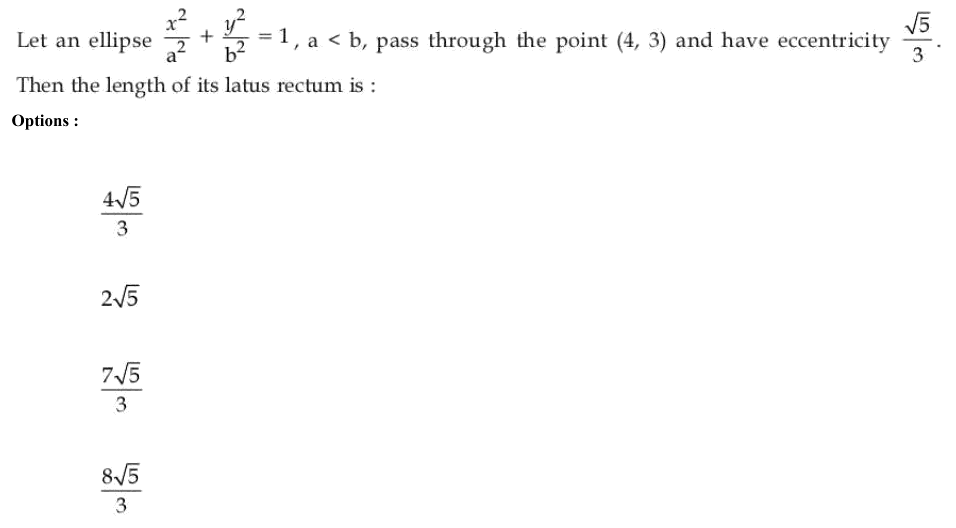 Let an ellipse x²/a² + y²/b² = 1, a < b, pass through the point (4, 3) and have eccentricity √5/3.
Then the length of its latus rectum is :
Options :
4√5/3
2√5
7√5/3
8√5/3